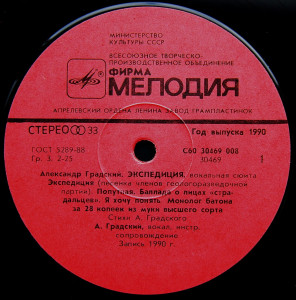 МИНИСТЕРСТВО
КУЛЬТУРЫ СССР
ВСЕСОЮЗНОЕ ТВОРЧЕСКО-
ПРОИЗВОДСТВЕННОЕ ОБЪЕДИНЕНИЕ
ФИРМА
МЕЛОДИЯ
АПРЕЛЕВСКИЙ ОРДЕНА ЛЕНИНА ЗАВОД ГРАМПЛАСТИНОК
СТЕРЕО 33
Год выпуска 1990
ГОСТ 5289-88
С60 30469 008
Гр. 3. 2-75
30469
1
Александр Градский. ЭКСПЕДИЦИЯ, вокальная сюита
Экспедиция (песенка членов геологоразведочной
партии). Попутная. Баллада о птицах «стра-
дальцев». Я хочу понять. Монолог батона
за 28 копеек из муки высшего сорта
Стихи А. Градского
А. Градский, вокал, инстр.
сопровождение
Запись 1990 г.